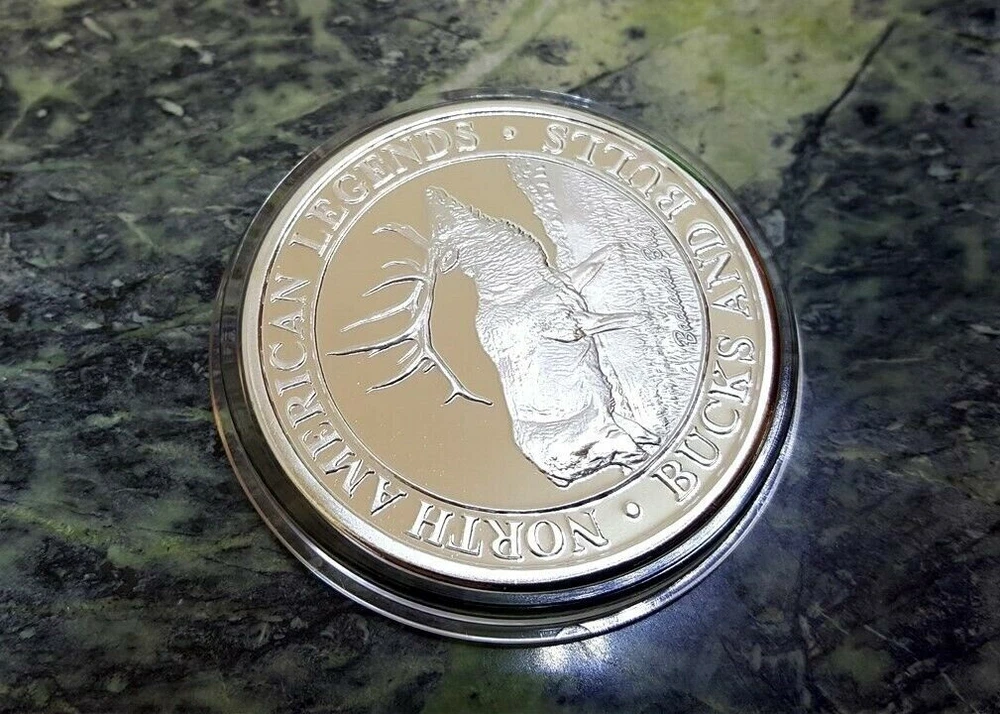 NORTH AMERICAN LEGENDS
BUCKS AND BULLS